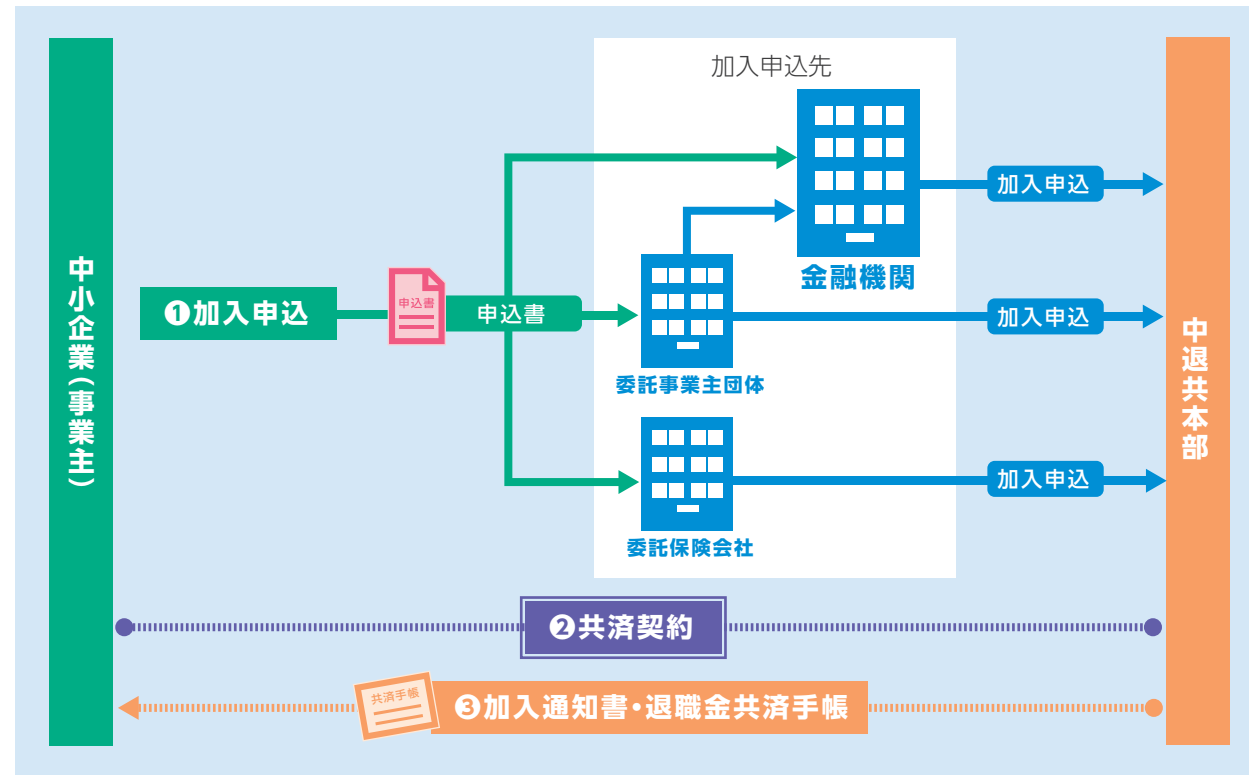 加入申込先
中小企業(事業主)
❶加入申込
申込書
申込書
金融機関
委託事業主団体
委託保険会社
加入申込
加入申込
加入申込
中退共本部
❷共済契約
共済手帳
❸加入通知書・退職金共済手帳